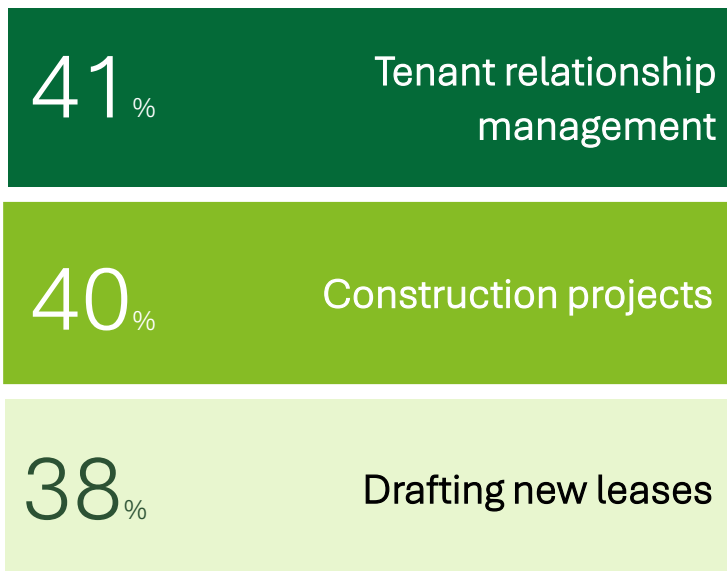 41%
Tenant relationship
management
40%
Construction projects
38%
Drafting new leases